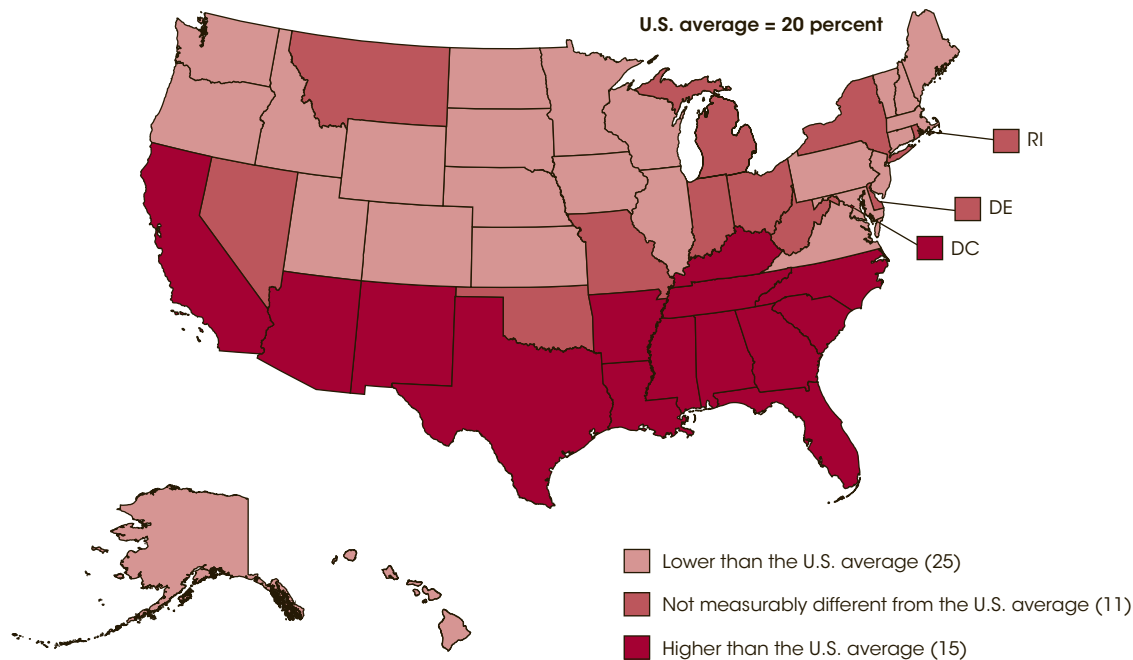 U.S. average = 20 percent
RI
DE
DC
Lower than the U.S. average (25)
Not measurably different from the U.S. average (11)
Higher than the U.S. average (15)